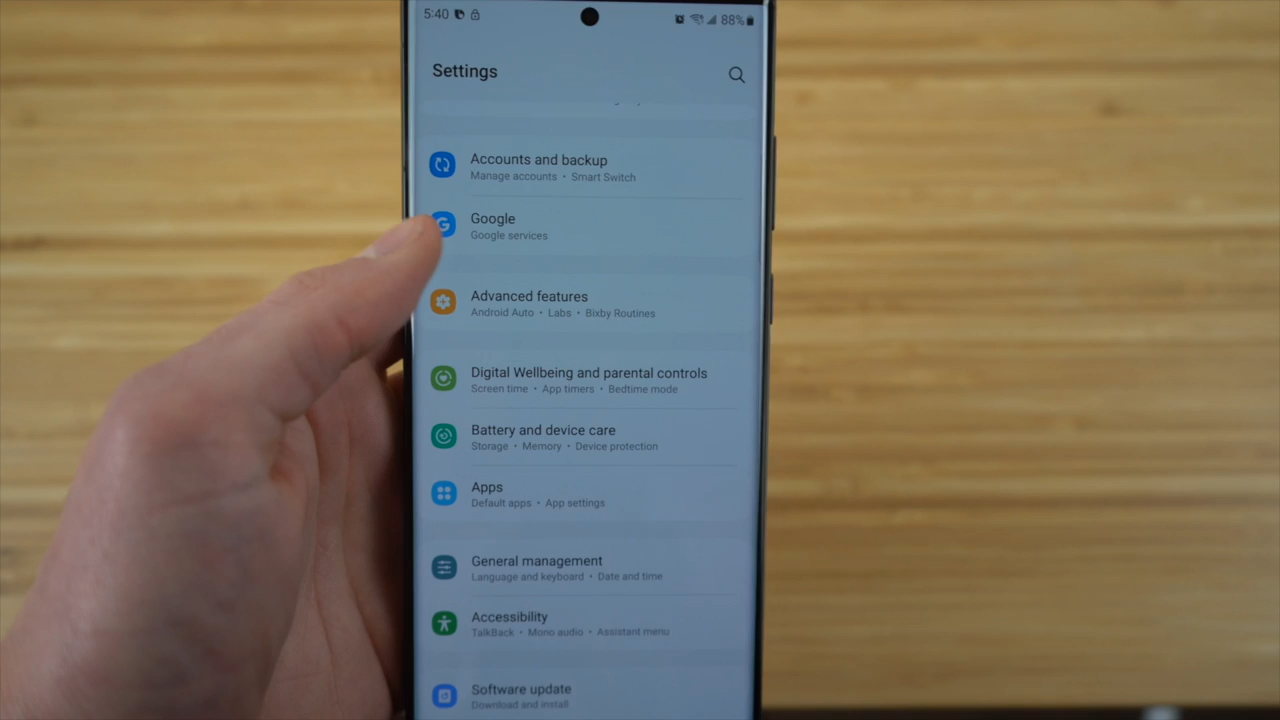 5:40 88%
Settings
Accounts and backup
Manage accounts • Smart Switch
Google
Google services
Advanced features
Android Auto • Labs • Bixby Routines
Digital Wellbeing and parental controls
Screen time • App timers • Bedtime mode
Battery and device care
Storage • Memory • Device protection
Apps
Default apps • App settings
General management
Language and keyboard • Date and time
Accessibility
TalkBack • Mono audio • Assistant menu
Software update
Download and install